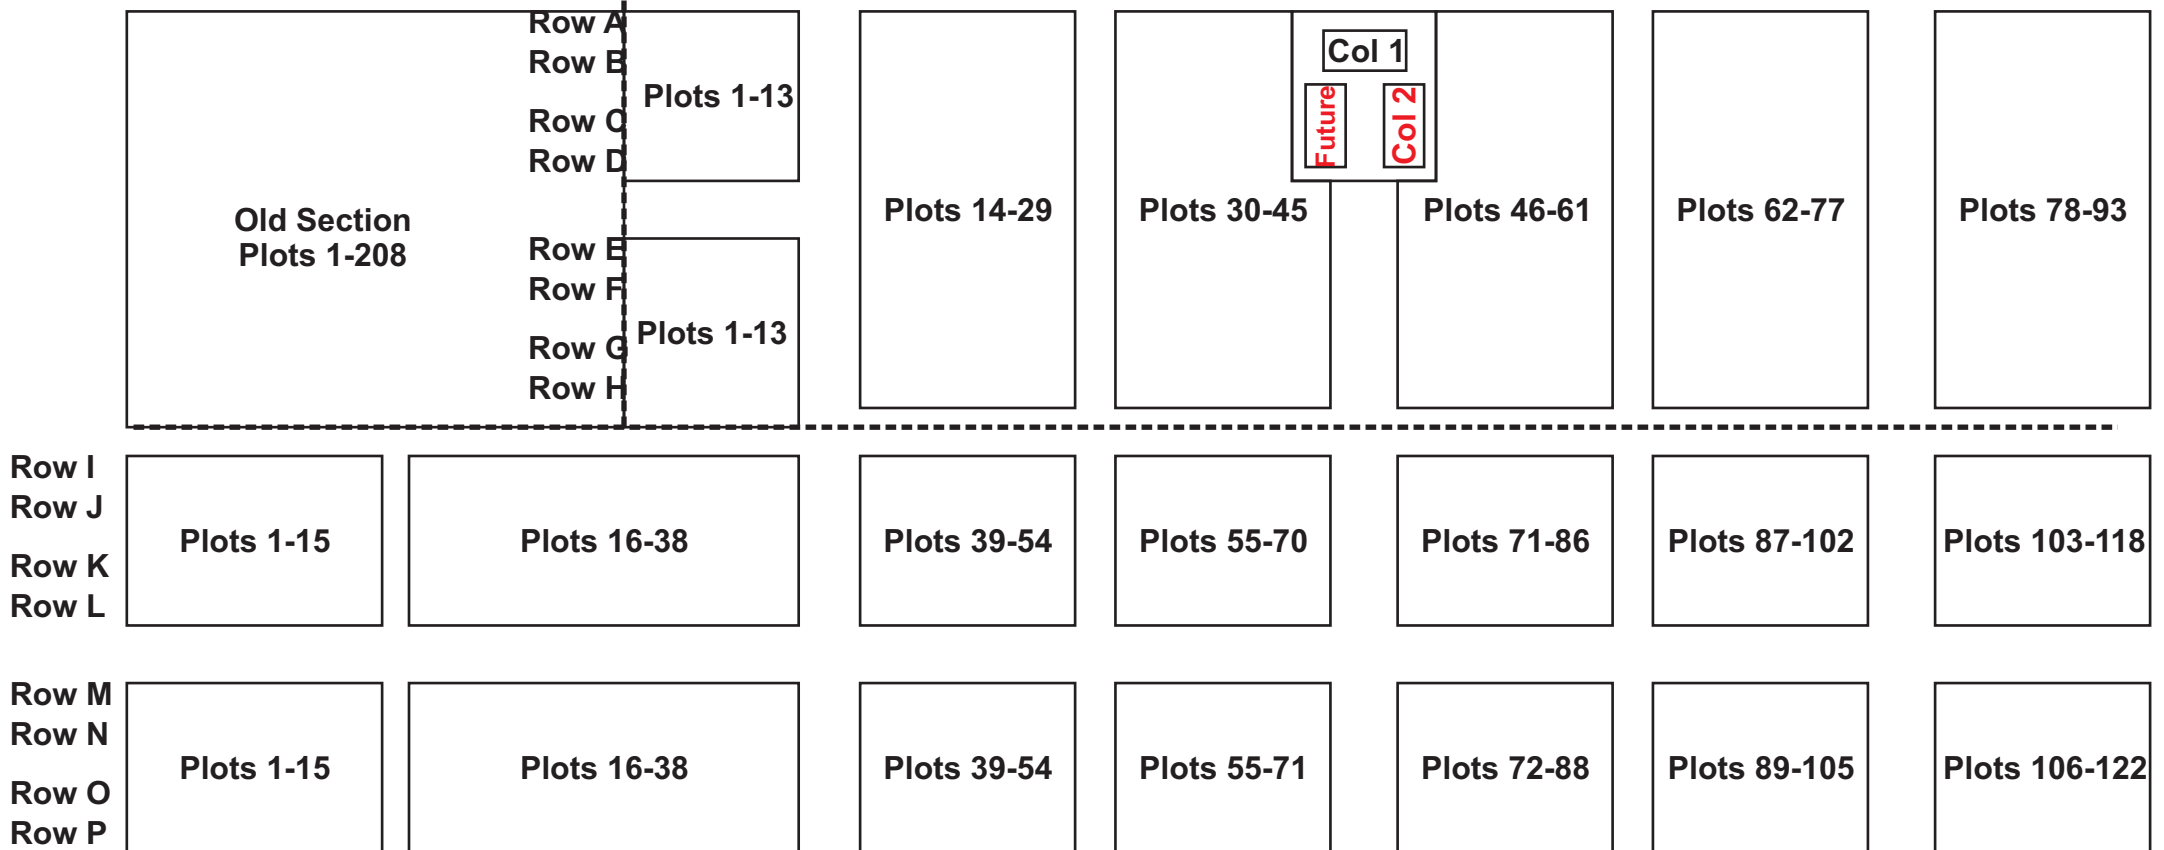 Row A
Row B
Row C
Row D
Plots 1-13
Col 1
Future
Col 2
Old Section
Plots 1-208
Row E
Row F
Row G
Row H
Plots 1-13
Plots 14-29
Plots 30-45
Plots 46-61
Plots 62-77
Plots 78-93
Row I
Row J
Row K
Row L
Plots 1-15
Plots 16-38
Plots 39-54
Plots 55-70
Plots 71-86
Plots 87-102
Plots 103-118
Row M
Row N
Row O
Row P
Plots 1-15
Plots 16-38
Plots 39-54
Plots 55-71
Plots 72-88
Plots 89-105
Plots 106-122